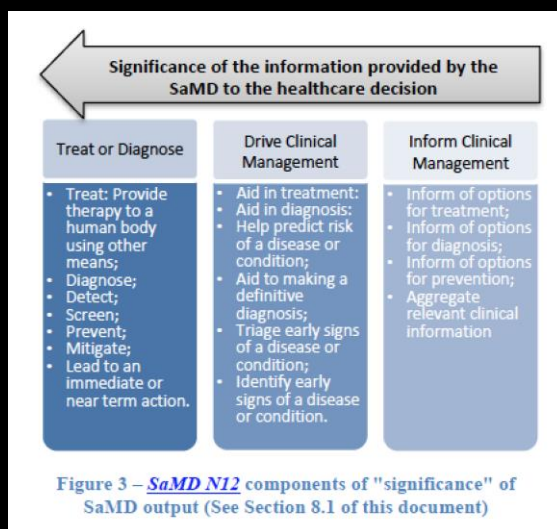 Significance of the information provided by the
SaMD to the healthcare decision
Treat or Diagnose
• Treat: Provide
therapy to a
human body
using other
means;
• Diagnose;
• Detect;
• Screen;
• Prevent;
• Mitigate;
• Lead to an
immediate or
near term action.
Drive Clinical
Management
• Aid in treatment:
• Aid in diagnosis:
• Help predict risk
of a disease or
condition;
• Aid to making a
definitive
diagnosis;
• Triage early signs
of a disease or
condition;
• Identify early
signs of a disease
or condition.
Inform Clinical
Management
• Inform of options
for treatment;
• Inform of options
for diagnosis;
• Inform of options
for prevention;
• Aggregate
relevant clinical
information
Figure 3 – SaMD N12 components of "significance" of
SaMD output (See Section 8.1 of this document)